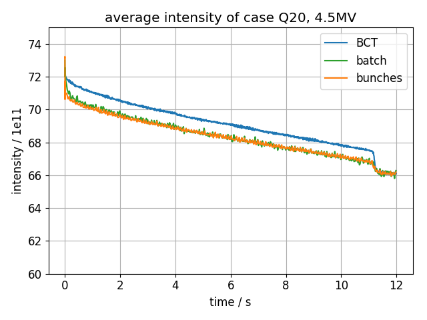 average intensity of case Q20, 4.5MV
BCT
batch
bunches
intensity / 1e11
74
72
70
68
66
64
62
60
0 2 4 6 8 10 12
time / s